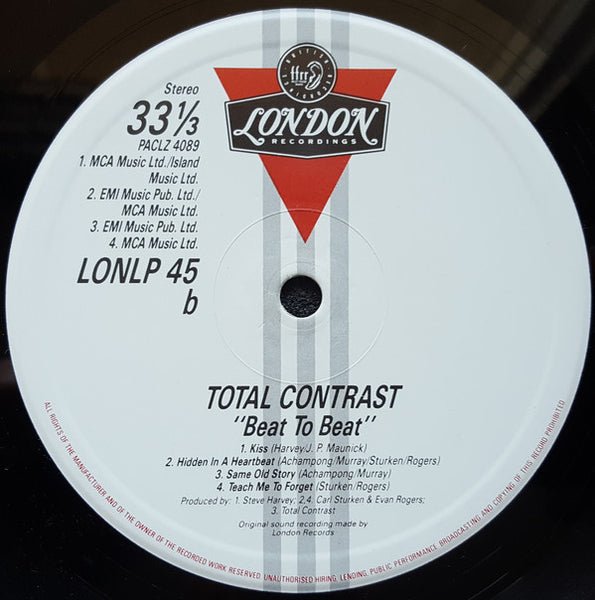 BRITISH
ffrr
RECORDINGS
LONDON
RECORDINGS
Stereo
33⅓
PACLZ 4089
1. MCA Music Ltd./Island
Music Ltd.
2. EMI Music Pub. Ltd./
MCA Music Ltd.
3. EMI Music Pub. Ltd.
4. MCA Music Ltd.
LONLP 45
b
TOTAL CONTRAST
"Beat To Beat"
1. Kiss (Harvey/J. P. Maunick)
2. Hidden In A Heartbeat (Achampong/Murray/Sturken/Rogers)
3. Same Old Story (Achampong/Murray)
4. Teach Me To Forget (Sturken/Rogers)
Produced by: 1. Steve Harvey; 2,4. Carl Sturken & Evan Rogers;
3. Total Contrast
Original sound recording made by
London Records
ALL RIGHTS OF THE MANUFACTURER AND OF THE OWNER OF THE RECORDED WORK RESERVED. UNAUTHORISED HIRING, LENDING, PUBLIC PERFORMANCE, BROADCASTING AND COPYING OF THIS RECORD PROHIBITED